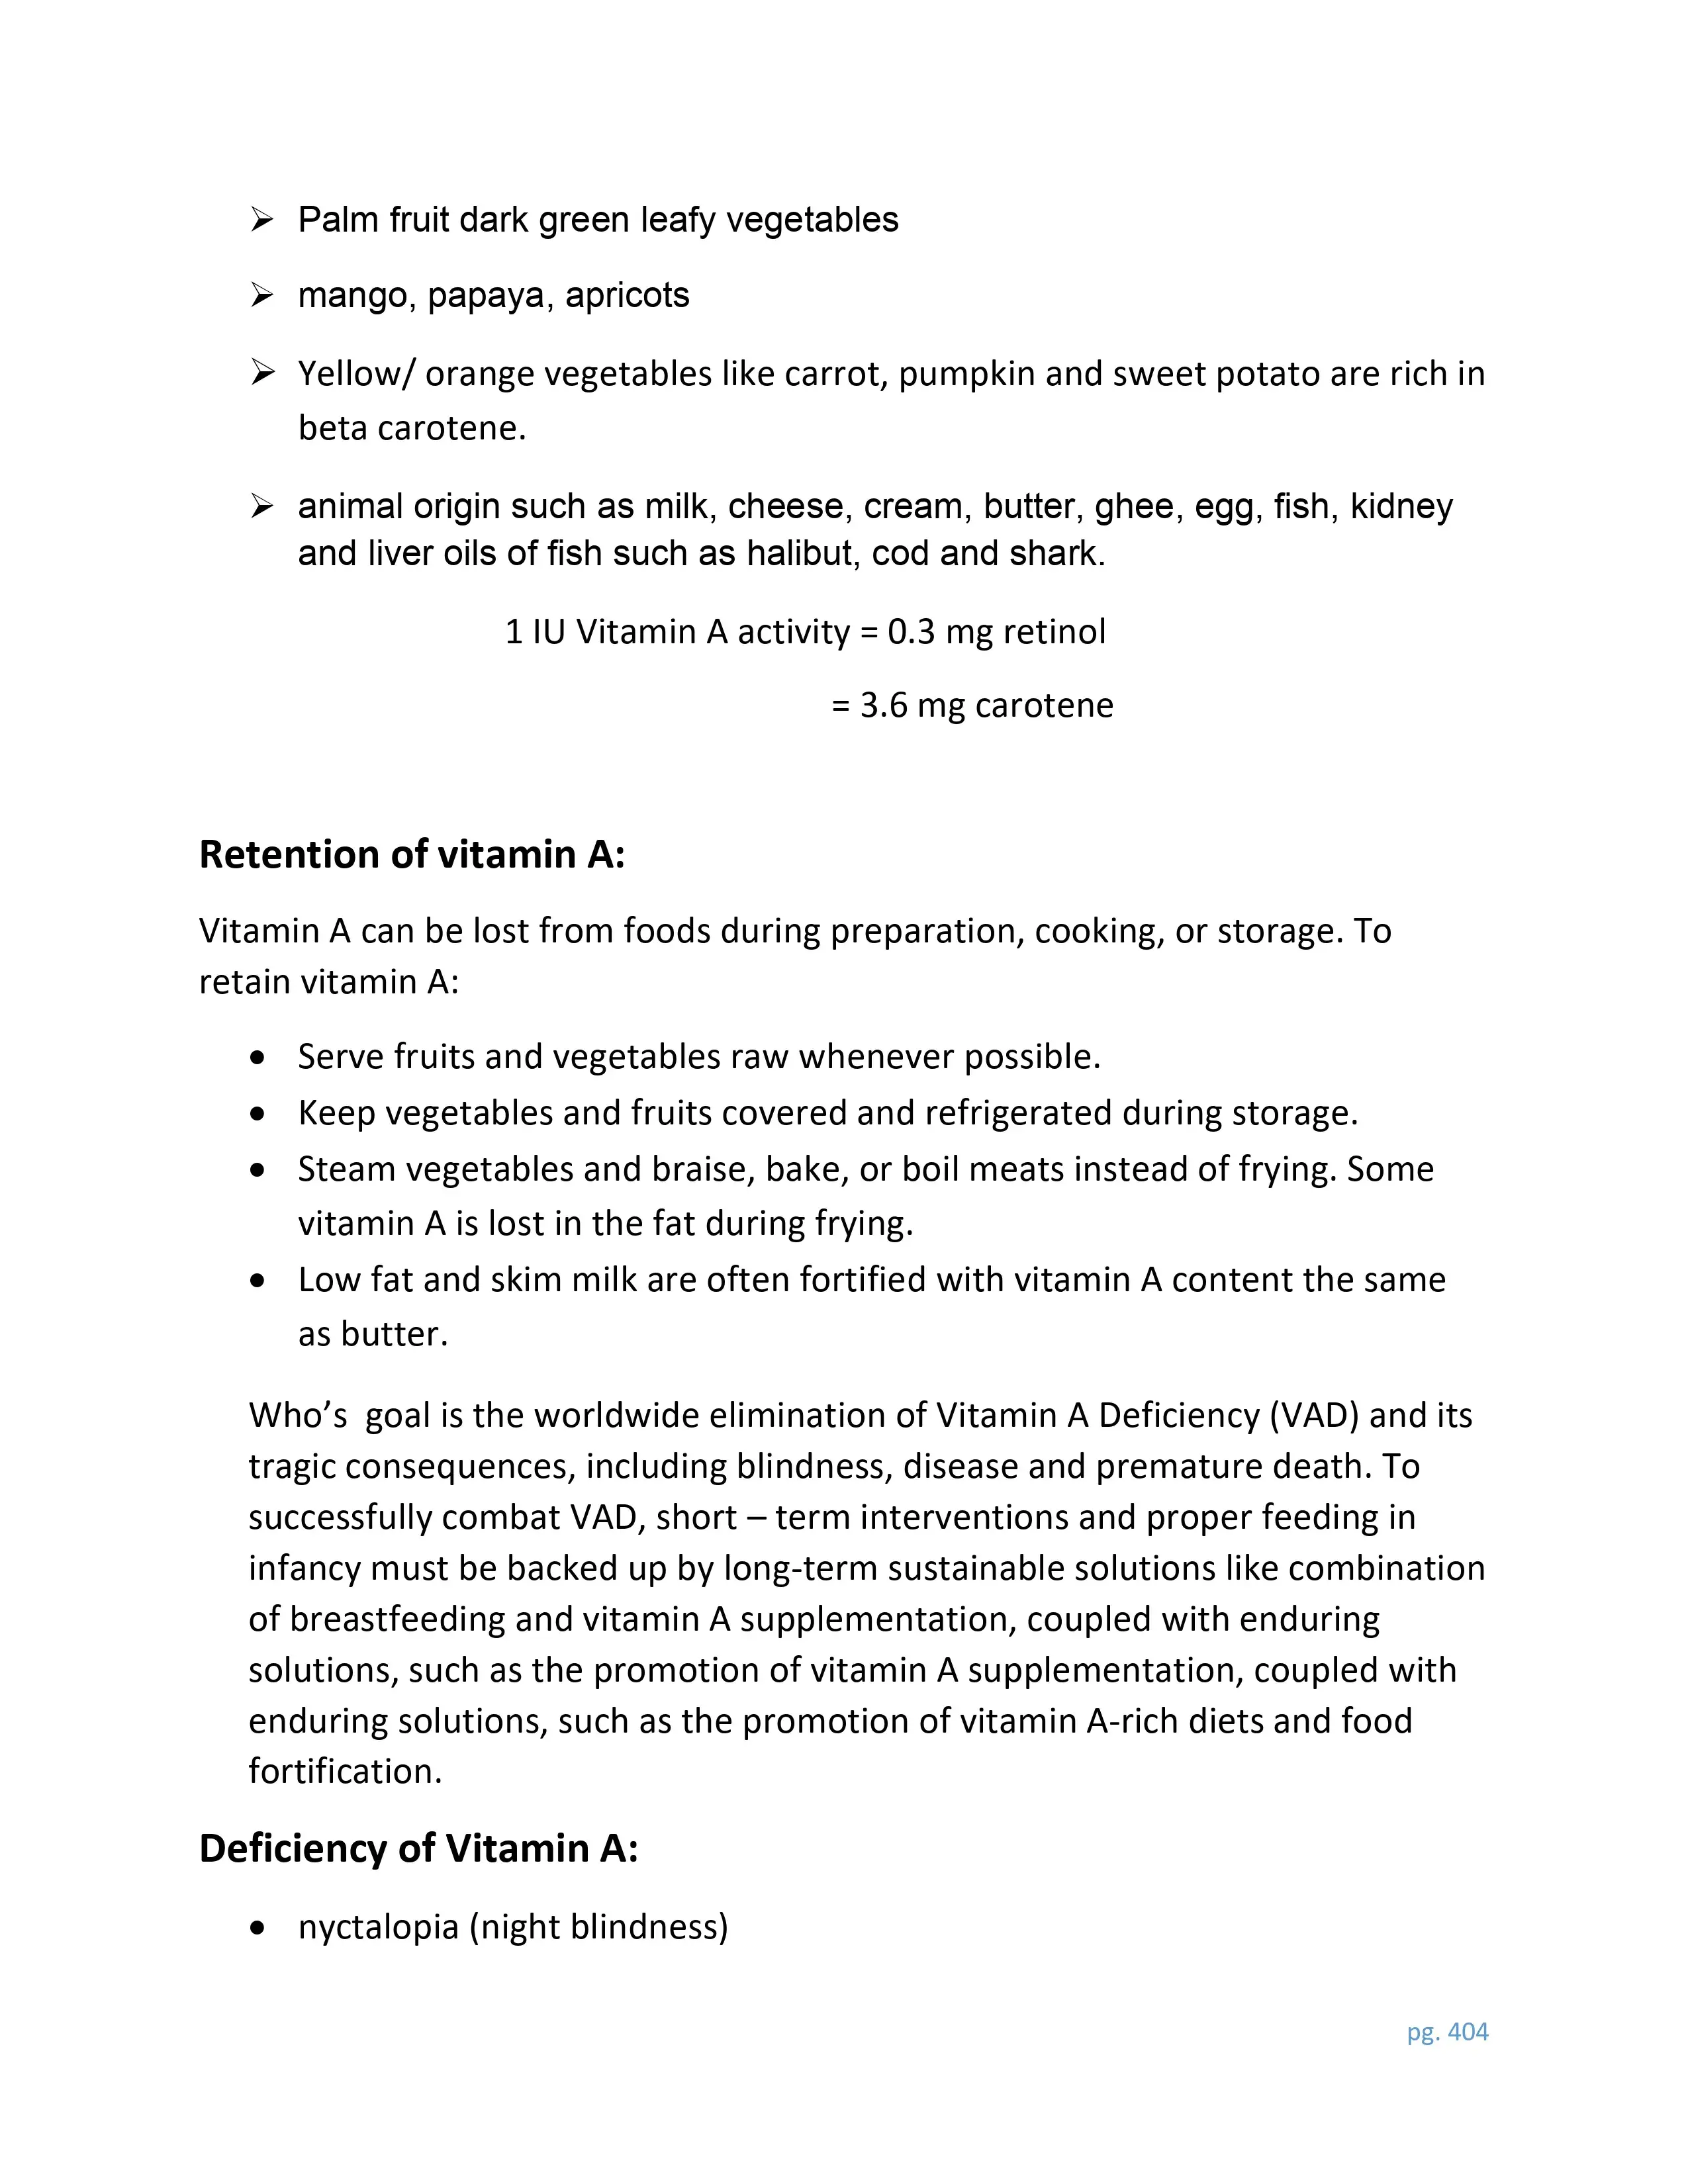 ➢ Palm fruit dark green leafy vegetables
➢ mango, papaya, apricots
➢ Yellow/ orange vegetables like carrot, pumpkin and sweet potato are rich in
beta carotene.
➢ animal origin such as milk, cheese, cream, butter, ghee, egg, fish, kidney
and liver oils of fish such as halibut, cod and shark.
1 IU Vitamin A activity = 0.3 mg retinol
= 3.6 mg carotene
Retention of vitamin A:
Vitamin A can be lost from foods during preparation, cooking, or storage. To
retain vitamin A:
• Serve fruits and vegetables raw whenever possible.
• Keep vegetables and fruits covered and refrigerated during storage.
• Steam vegetables and braise, bake, or boil meats instead of frying. Some
vitamin A is lost in the fat during frying.
• Low fat and skim milk are often fortified with vitamin A content the same
as butter.
Who’s  goal is the worldwide elimination of Vitamin A Deficiency (VAD) and its
tragic consequences, including blindness, disease and premature death. To
successfully combat VAD, short – term interventions and proper feeding in
infancy must be backed up by long-term sustainable solutions like combination
of breastfeeding and vitamin A supplementation, coupled with enduring
solutions, such as the promotion of vitamin A supplementation, coupled with
enduring solutions, such as the promotion of vitamin A-rich diets and food
fortification.
Deficiency of Vitamin A:
• nyctalopia (night blindness)
pg. 404